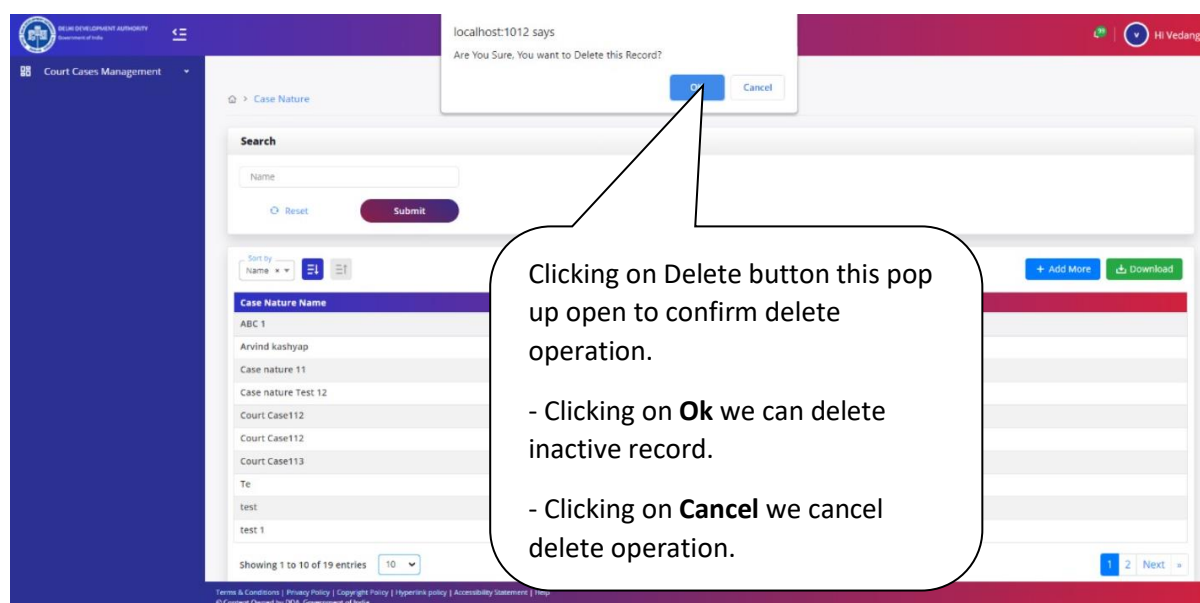 DELHI DEVELOPMENT AUTHORITY
Government of India
localhost:1012 says
Are You Sure, You want to Delete this Record?
Cancel
Hi Vedang
Court Cases Management
> Case Nature
Search
Name
Reset
Submit
Sort by
Name × 
+ Add More
Download
Case Nature Name
ABC 1
Arvind kashyap
Case nature 11
Case nature Test 12
Court Case112
Court Case112
Court Case113
Te
test
test 1
Clicking on Delete button this pop
up open to confirm delete
operation.
- Clicking on Ok we can delete
inactive record.
- Clicking on Cancel we cancel
delete operation.
Showing 1 to 10 of 19 entries
10
1 2 Next »
Terms & Conditions | Privacy Policy | Copyright Policy | Hyperlink policy | Accessibility Statement | Help